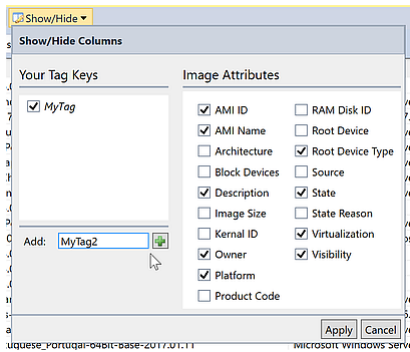 Show/Hide
Show/Hide Columns
Your Tag Keys
MyTag
Add: MyTag2
Image Attributes
AMI ID
AMI Name
Architecture
Block Devices
Description
Image Size
Kernal ID
Owner
Platform
Product Code
RAM Disk ID
Root Device
Root Device Type
Source
State
State Reason
Virtualization
Visibility
Apply Cancel
tuguese_Portugal-64Bit-Base-2017.01.11 Microsoft Windows Serve